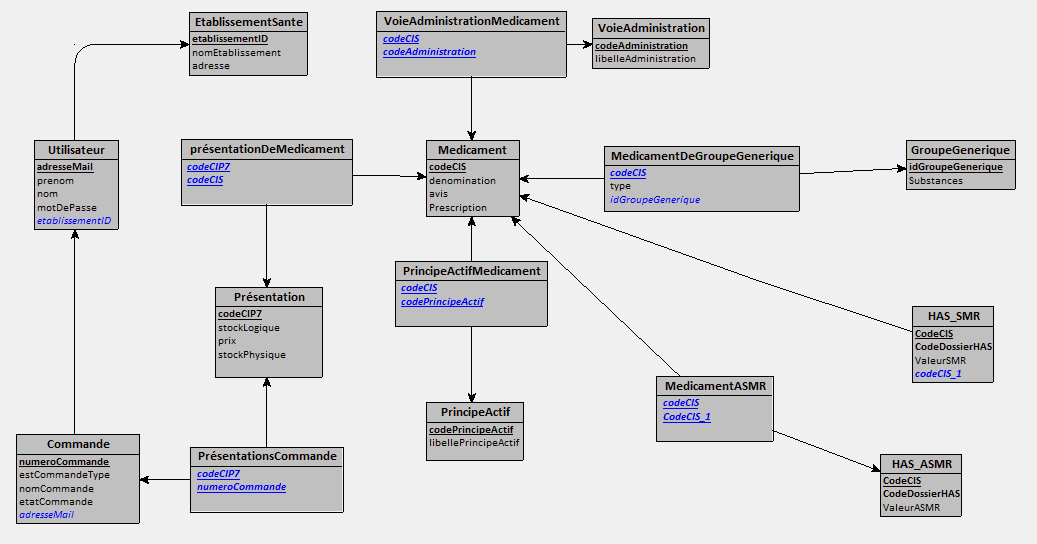 EtablissementSante
etablissementID
nomEtablissement
adresse
VoieAdministrationMedicament
codeCIS
codeAdministration
VoieAdministration
codeAdministration
libelleAdministration
Utilisateur
adresseMail
prenom
nom
motDePasse
etablissementID
présentationDeMedicament
codeCIP7
codeCIS
Medicament
codeCIS
denomination
avis
Prescription
MedicamentDeGroupeGenerique
codeCIS
type
idGroupeGenerique
GroupeGenerique
idGroupeGenerique
Substances
Présentation
codeCIP7
stockLogique
prix
stockPhysique
PrincipeActifMedicament
codeCIS
codePrincipeActif
HAS_SMR
CodeCIS
CodeDossierHAS
ValeurSMR
codeCIS_1
MedicamentASMR
codeCIS
CodeCIS_1
PrincipeActif
codePrincipeActif
libellePrincipeActif
Commande
numeroCommande
estCommandeType
nomCommande
etatCommande
adresseMail
PrésentationsCommande
codeCIP7
numeroCommande
HAS_ASMR
CodeCIS
CodeDossierHAS
ValeurASMR